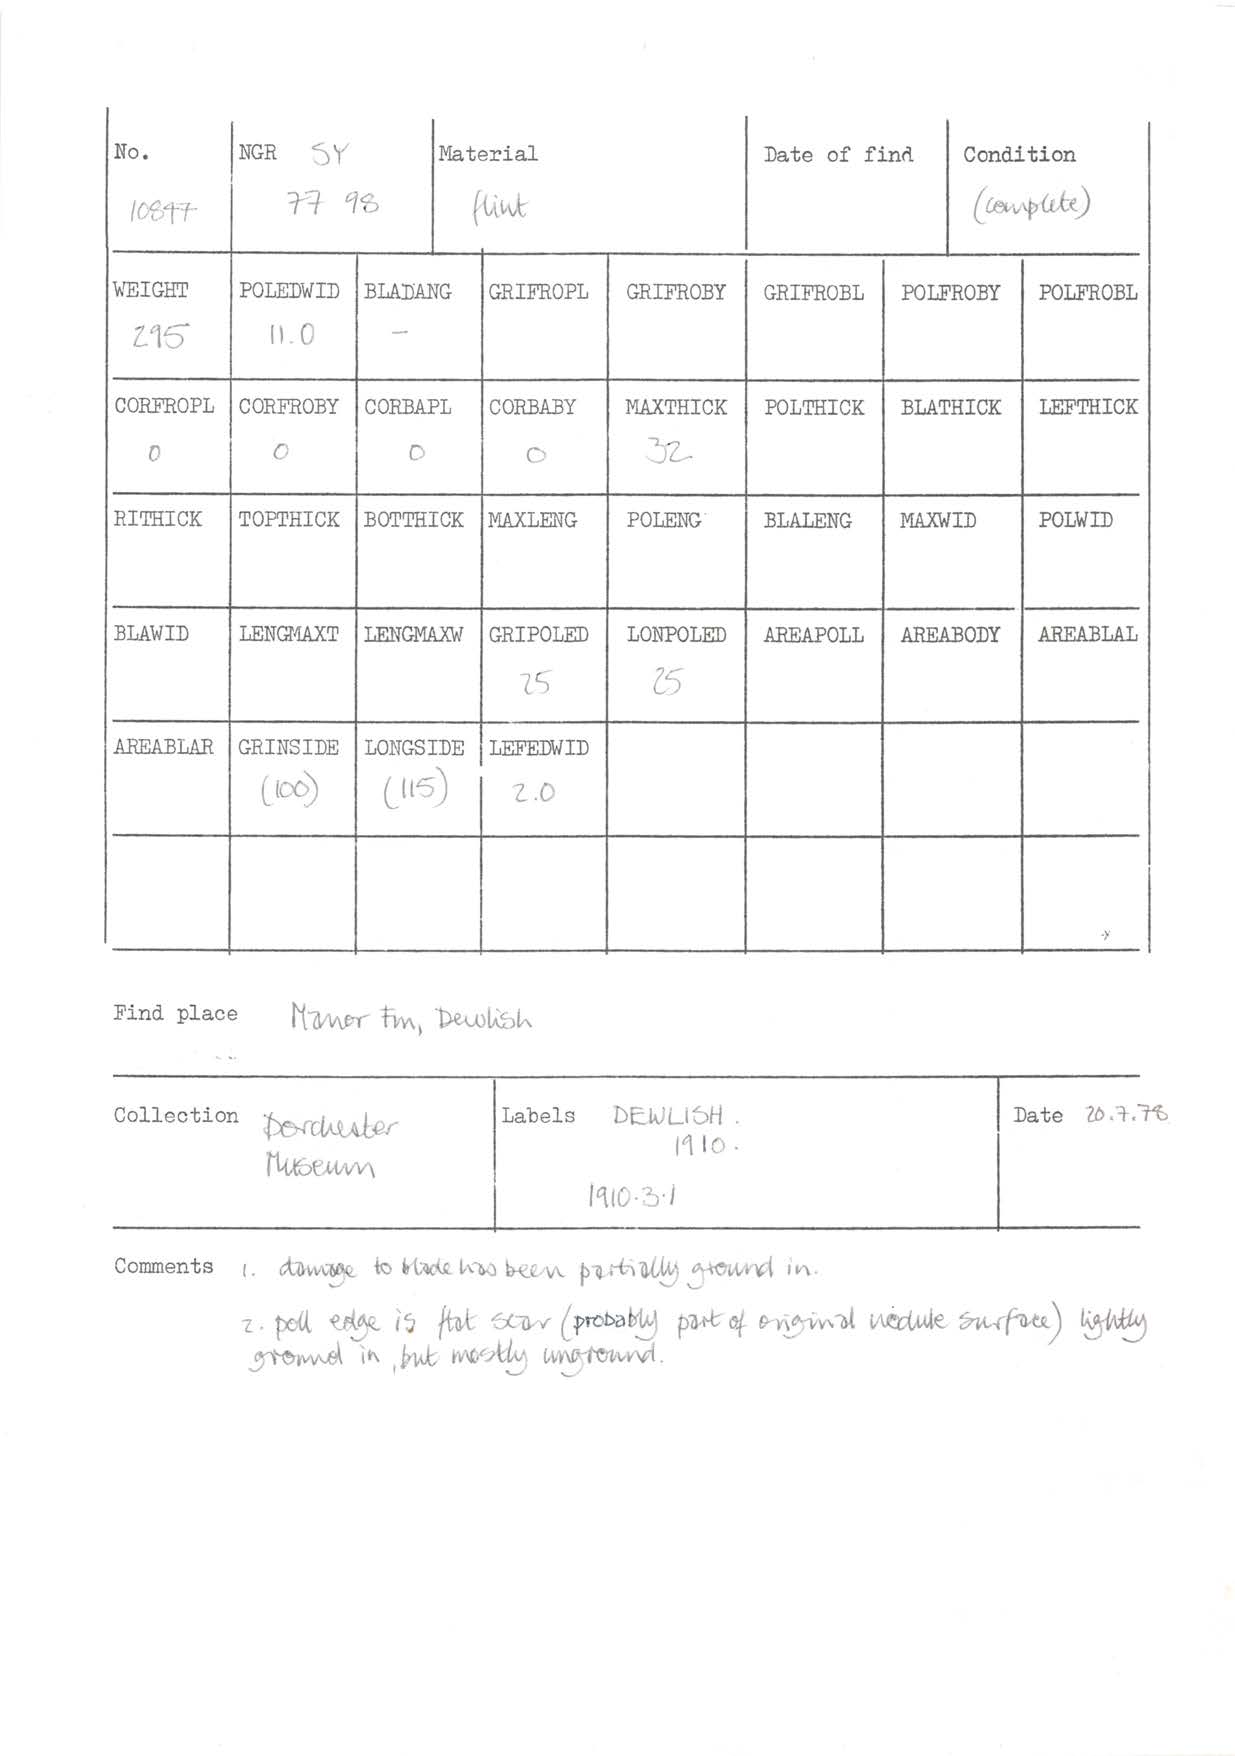 No. NGR SY Material Date of find Condition
10847 77 98 flint (complete)
WEIGHT POLEDWID BLADANG GRIFROPL GRIFROBY GRIFROBL POLFROBY POLFROBL
295 11.0 -
CORFROPL CORFROBY CORBAPL CORBABY MAXTHICK POLTHICK BLATHICK LEFTHICK
0 0 0 0 32
RITHICK TOPTHICK BOTTHICK MAXLENG POLENG BLALENG MAXWID POLWID
BLAWID LENGMAXT LENGMAXW GRIPOLED LONPOLED AREAPOLL AREABODY AREABLAL
25 25
AREABLAR GRINSIDE LONGSIDE LEFEDWID
(100) (115) 2.0
Find place Manor Fm, Dewlish
Collection Dorchester Museum
Labels DEWLISH.
1910.
1910.3.1
Date 20.7.78
Comments 1. damage to blade has been partially ground in.
2. poll edge is flat scar (probably part of original nodule surface) lightly
ground in, but mostly unground.